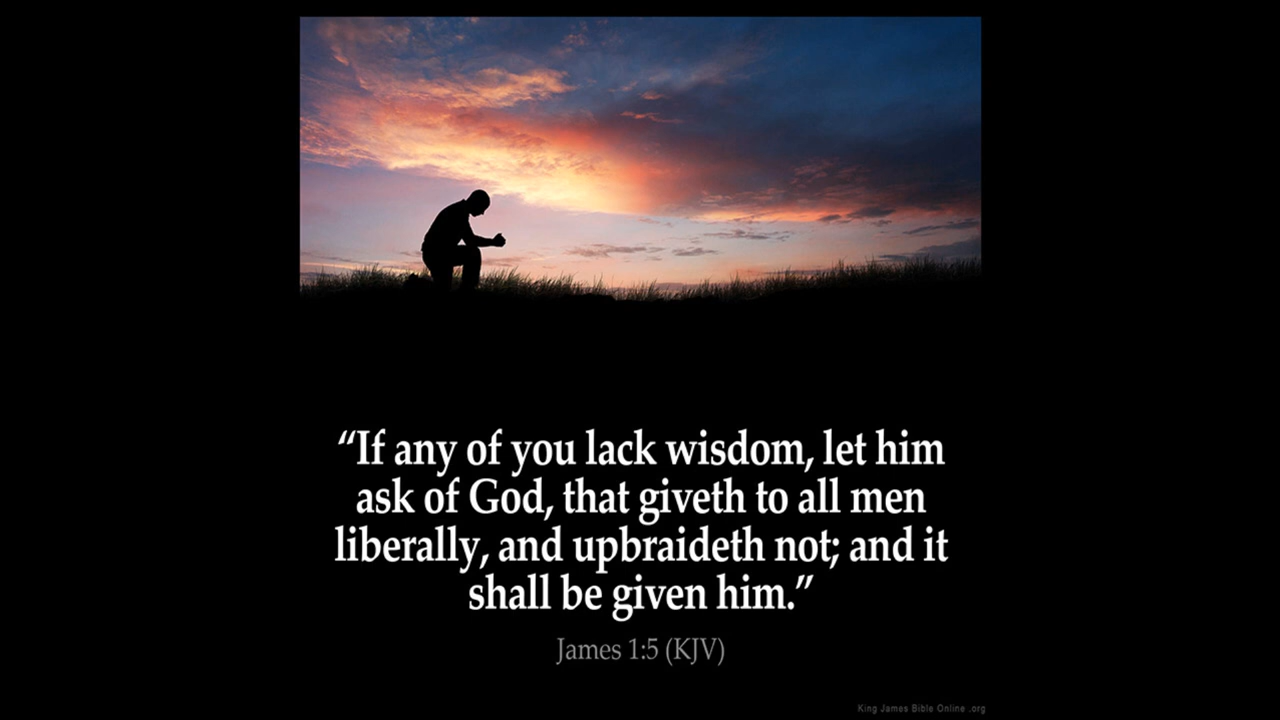 “If any of you lack wisdom, let him
ask of God, that giveth to all men
liberally, and upbraideth not; and it
shall be given him.”
James 1:5 (KJV)
King James Bible Online .org